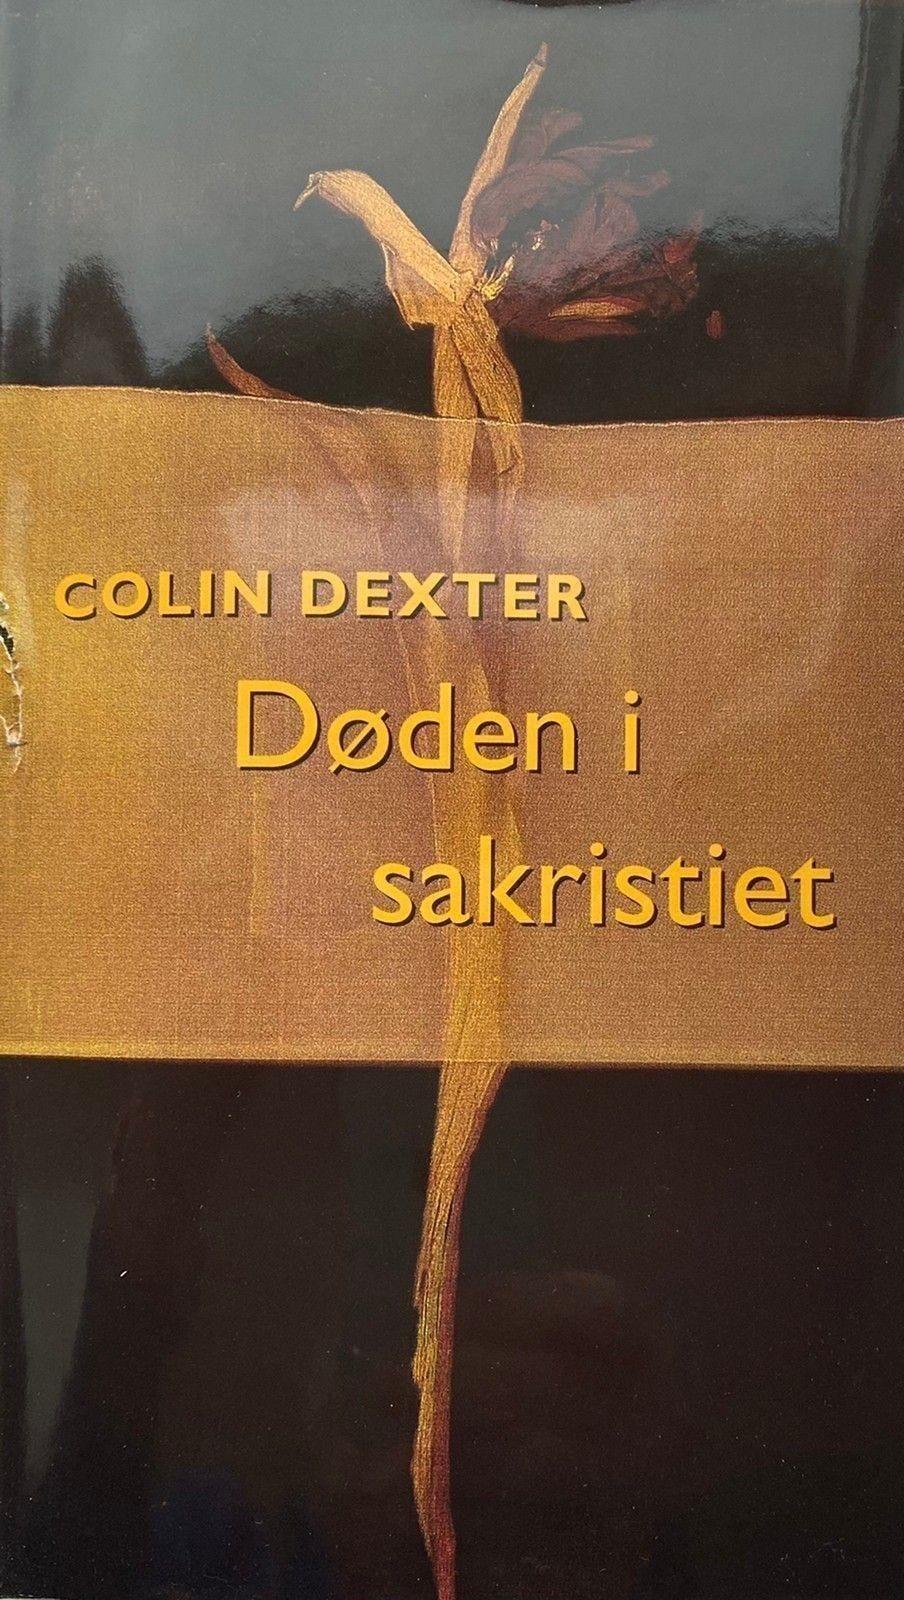 COLIN DEXTER
Døden i
sakristiet